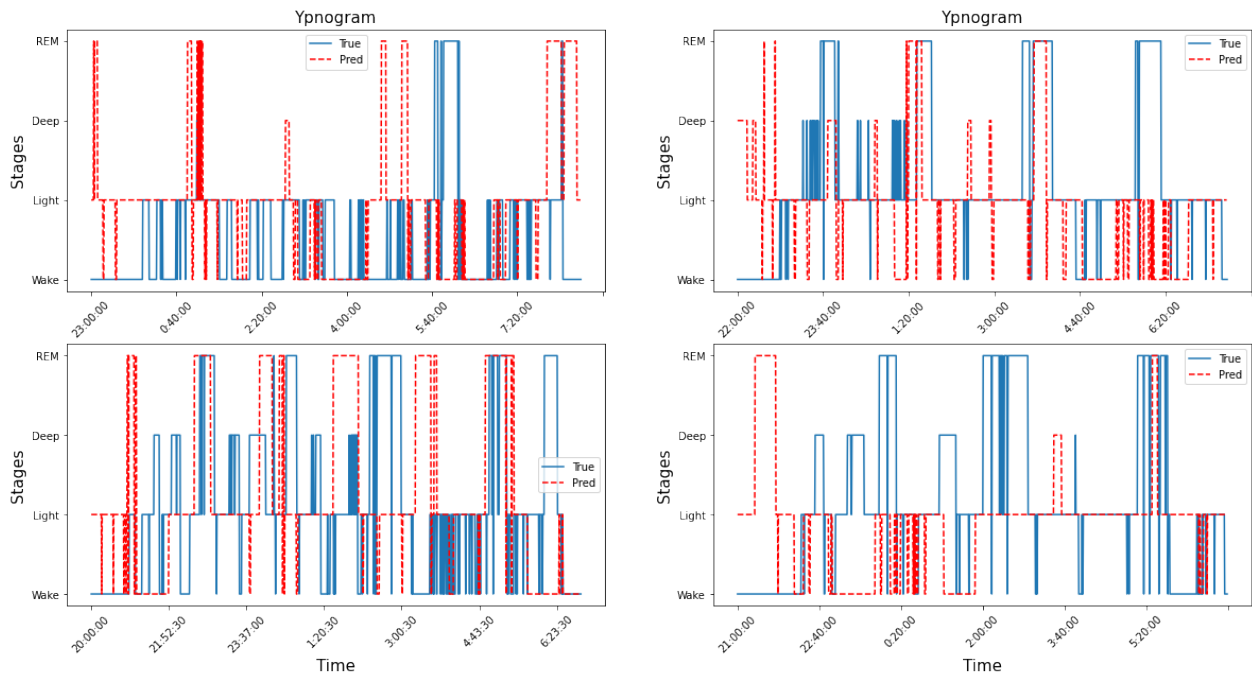 Ypnogram
REM
Deep
Light
Wake
Stages
True
Pred
23:00:00
0:40:00
2:20:00
4:00:00
5:40:00
7:20:00
Ypnogram
REM
Deep
Light
Wake
Stages
True
Pred
22:00:00
23:40:00
1:20:00
3:00:00
4:40:00
6:20:00
REM
Deep
Light
Wake
Stages
True
Pred
20:00:00
21:52:30
23:37:00
1:20:30
3:00:30
4:43:30
6:23:30
Time
REM
Deep
Light
Wake
Stages
True
Pred
21:00:00
22:40:00
0:20:00
2:00:00
3:40:00
5:20:00
Time